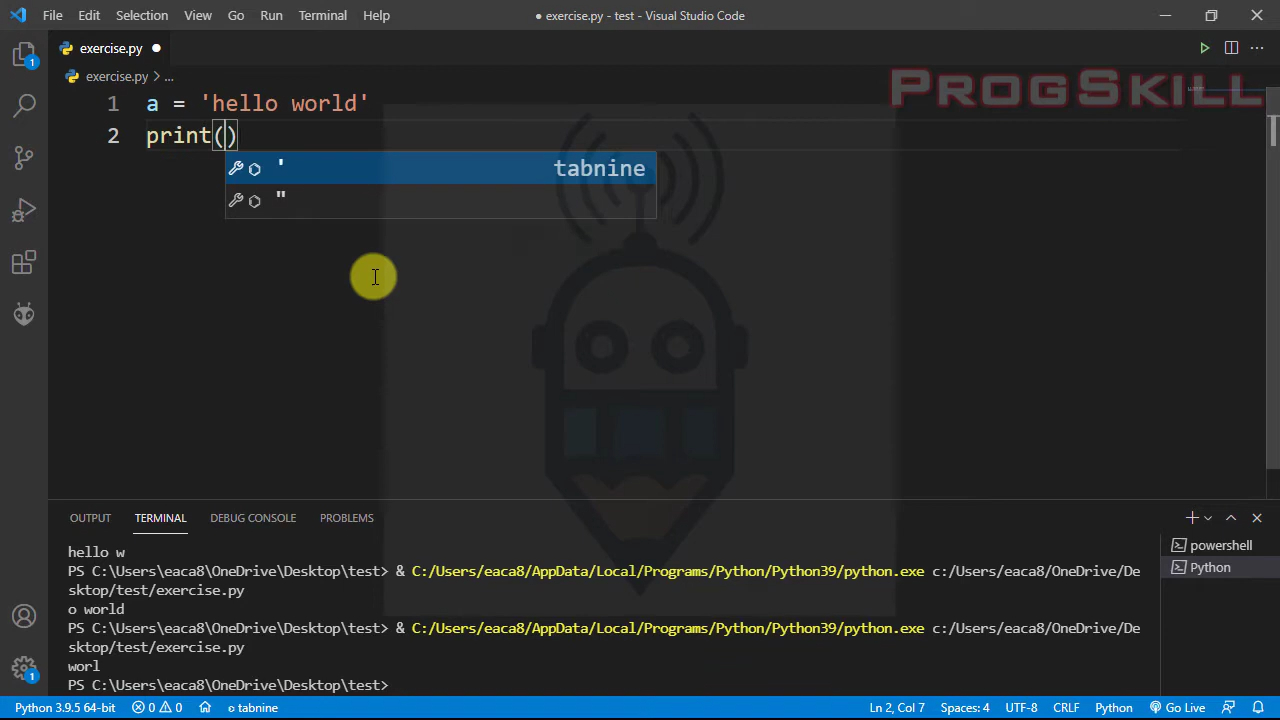 File Edit Selection View Go Run Terminal Help ● exercise.py - test - Visual Studio Code
exercise.py ●
exercise.py > ...
PROGSKILL
1 a = 'hello world'
2 print()
' tabnine
"
OUTPUT TERMINAL DEBUG CONSOLE PROBLEMS
hello w
PS C:\Users\eaca8\OneDrive\Desktop\test> & C:/Users/eaca8/AppData/Local/Programs/Python/Python39/python.exe c:/Users/eaca8/OneDrive/De
sktop/test/exercise.py
o world
PS C:\Users\eaca8\OneDrive\Desktop\test> & C:/Users/eaca8/AppData/Local/Programs/Python/Python39/python.exe c:/Users/eaca8/OneDrive/De
sktop/test/exercise.py
worl
PS C:\Users\eaca8\OneDrive\Desktop\test>
powershell
Python
1
1
Python 3.9.5 64-bit 0 0 tabnine Ln 2, Col 7 Spaces: 4 UTF-8 CRLF Python Go Live